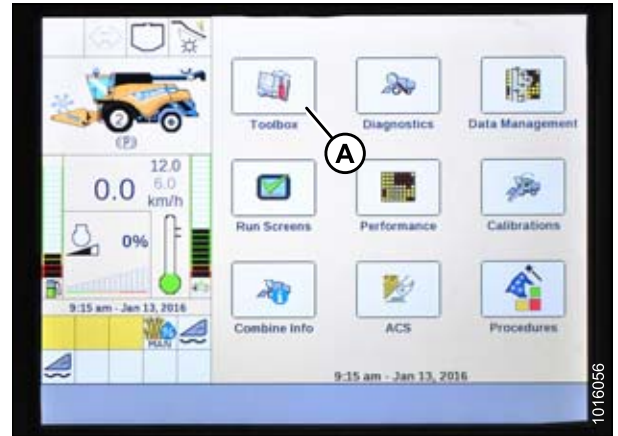 Toolbox
Diagnostics
Data Management
A
2
(P)
12.0
0.0
6.0
km/h
Run Screens
Performance
Calibrations
0%
9:15 am - Jan 13, 2016
MAN
Combine Info
ACS
Procedures
9:15 am - Jan 13, 2016
1016056